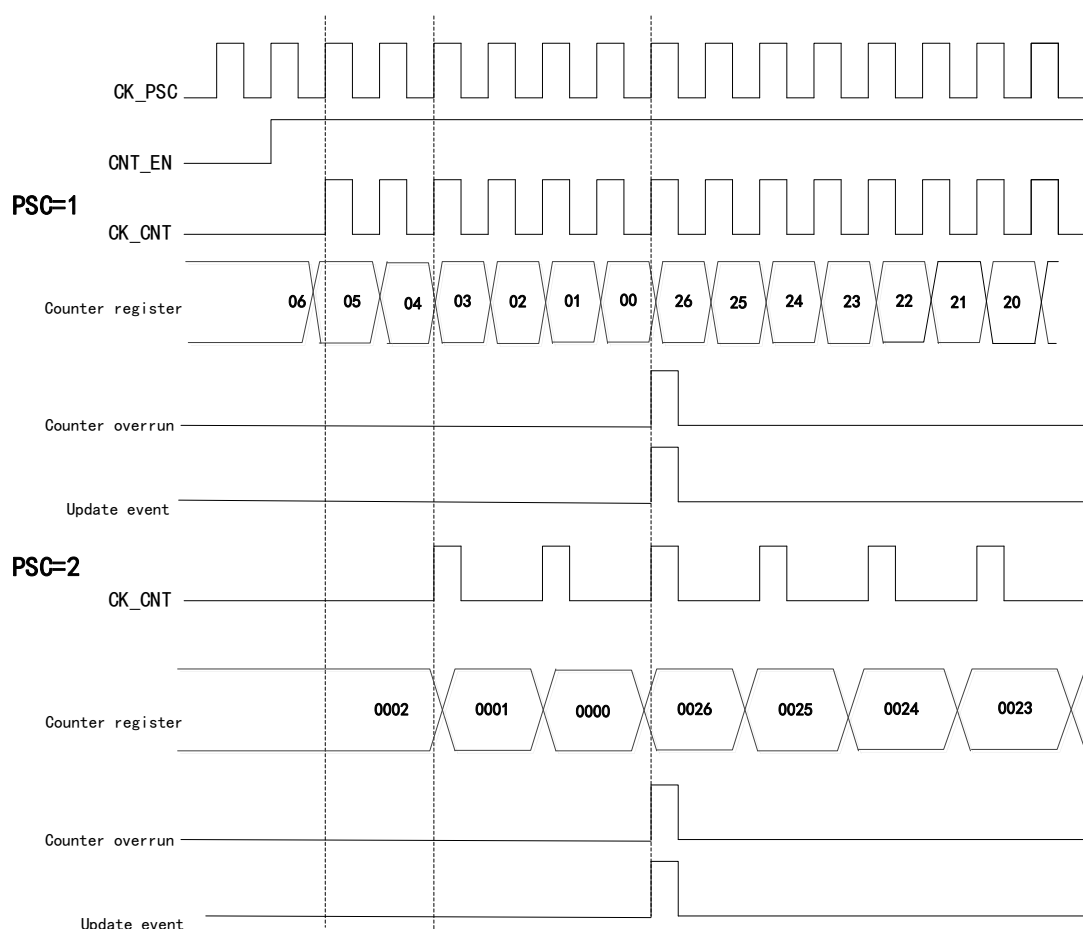 CK_PSC
CNT_EN
PSC=1
CK_CNT
Counter register
06 05 04 03 02 01 00 26 25 24 23 22 21 20
Counter overrun
Update event
PSC=2
CK_CNT
Counter register
0002 0001 0000 0026 0025 0024 0023
Counter overrun
Update event